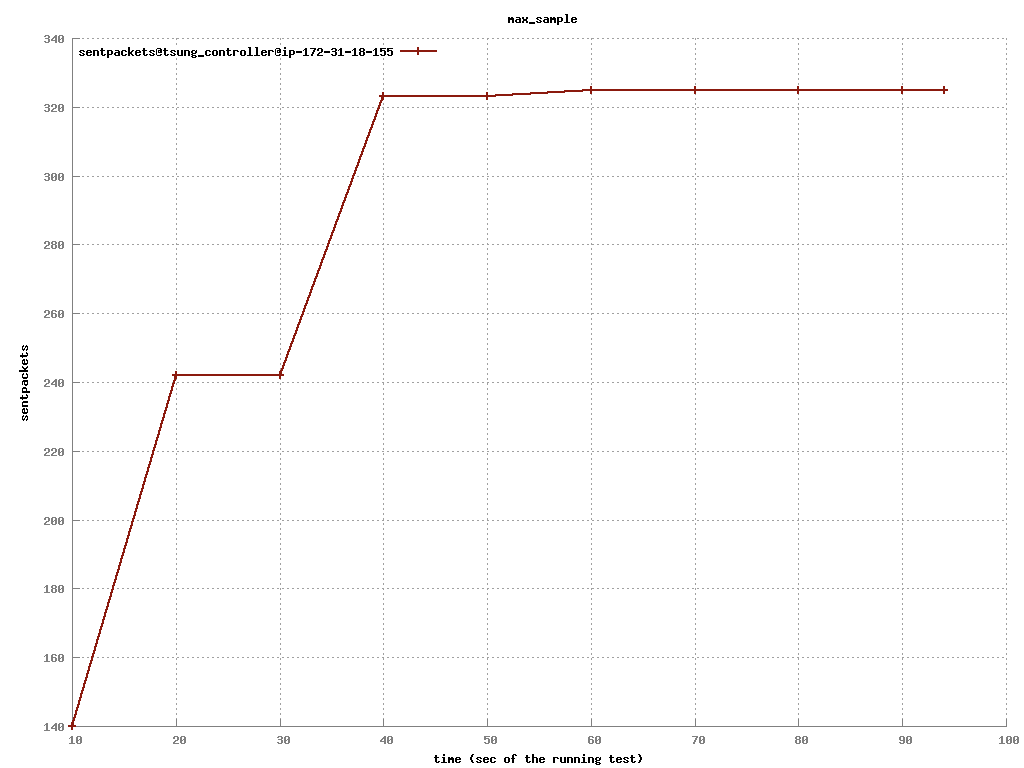 max_sample
340
sentpackets@tsung_controller@ip-172-31-18-155
320
300
280
260
sentpackets
240
220
200
180
160
140
10 20 30 40 50 60 70 80 90 100
time (sec of the running test)